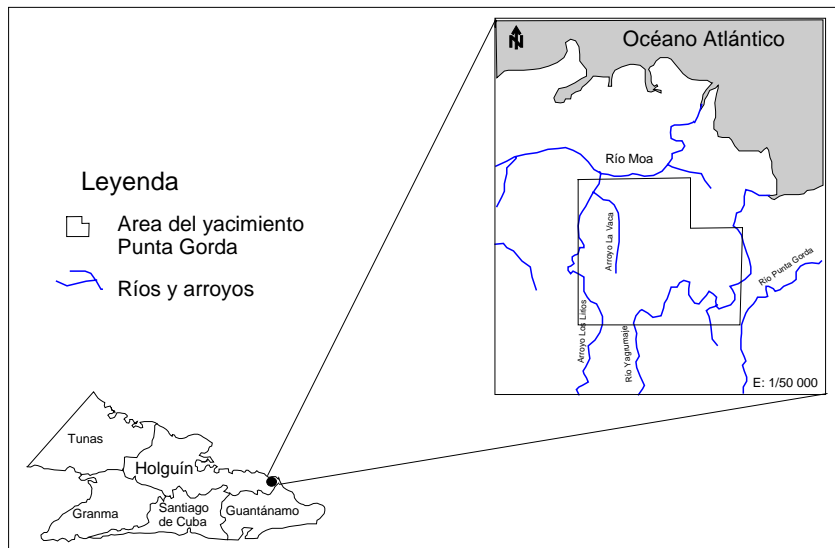 N
Océano Atlántico
Río Moa
Arroyo La Vaca
Río Punta Gorda
Arroyo Los Lirios
Río Yagrumaje
E: 1/50 000
Leyenda
Area del yacimiento
Punta Gorda
Ríos y arroyos
Tunas
Holguín
Granma
Santiago
de Cuba
Guantánamo